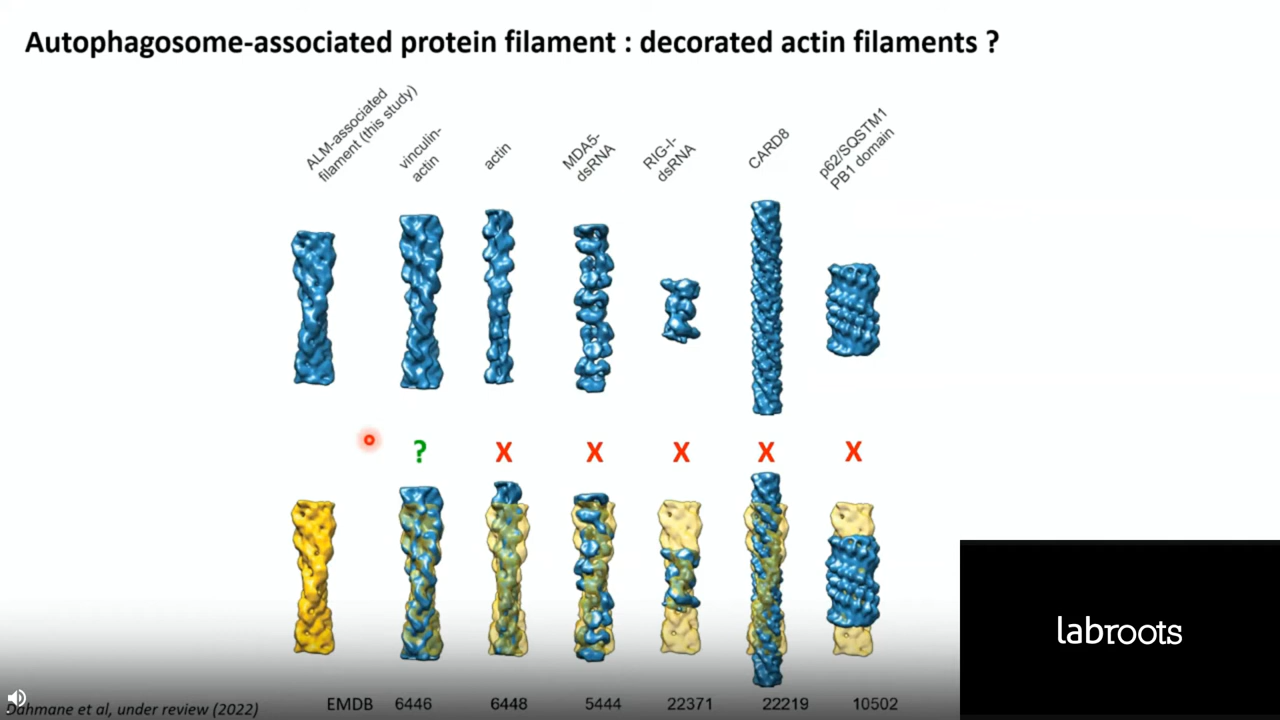 Autophagosome-associated protein filament : decorated actin filaments ?
ALM-associated
filament (this study)
vinculin-
actin
actin
MDA5-
dsRNA
RIG-I-
dsRNA
CARD8
p62/SQSTM1
PB1 domain
? X X X X X
labroots
EMDB 6446 6448 5444 22371 22219 10502
Dahmane et al, under review (2022)